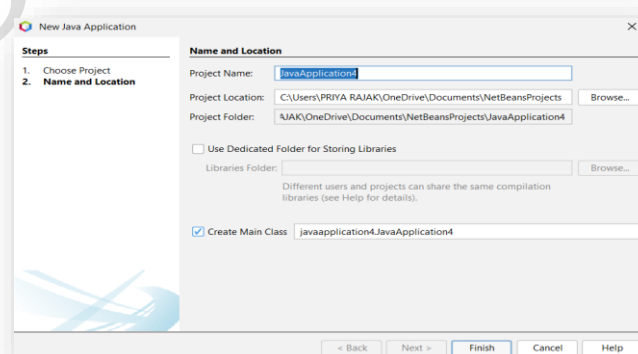 New Java Application
Steps
1. Choose Project
2. Name and Location
Name and Location
Project Name: JavaApplication4
Project Location: C:\Users\PRIYA RAJAK\OneDrive\Documents\NetBeansProjects Browse...
Project Folder: AJAK\OneDrive\Documents\NetBeansProjects\JavaApplication4
Use Dedicated Folder for Storing Libraries
Libraries Folder: Browse...
Different users and projects can share the same compilation
libraries (see Help for details).
Create Main Class javaapplication4.JavaApplication4
< Back Next > Finish Cancel Help